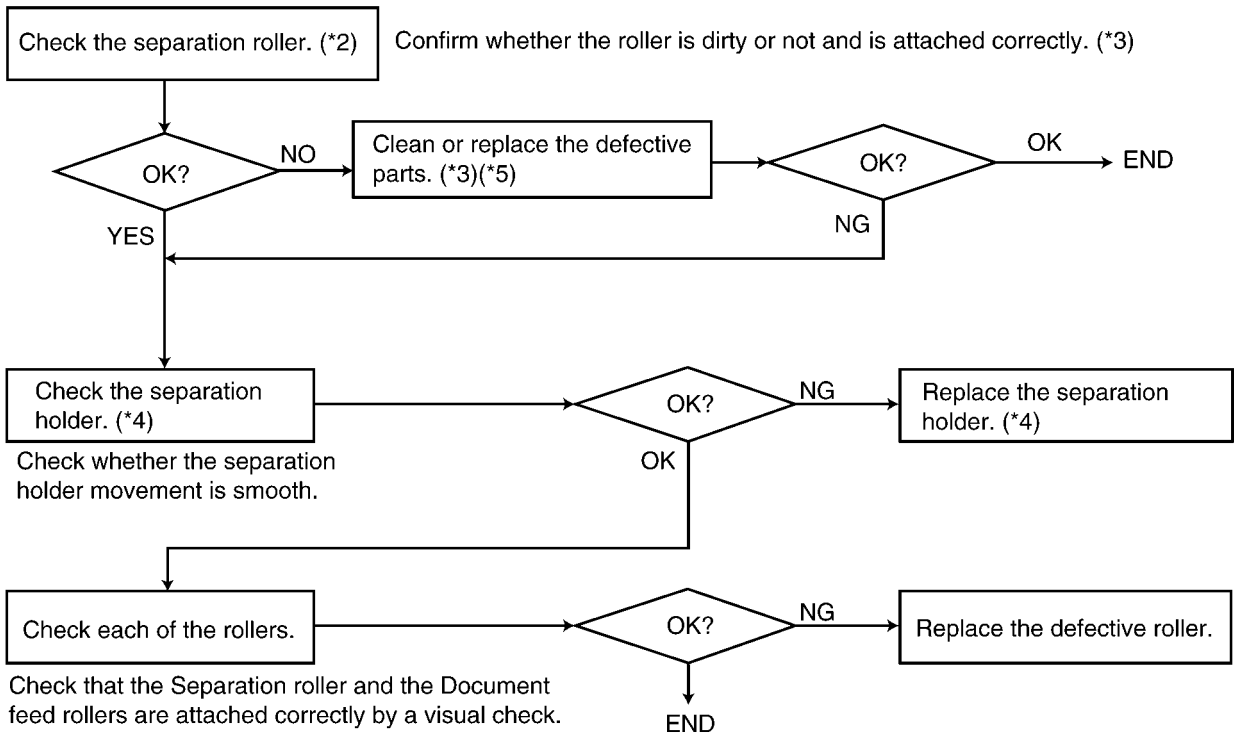 Check the separation roller. (*2)
Confirm whether the roller is dirty or not and is attached correctly. (*3)
OK?
NO
Clean or replace the defective
parts. (*3)(*5)
OK?
OK
END
YES
NG
Check the separation
holder. (*4)
OK?
NG
Replace the separation
holder. (*4)
Check whether the separation
holder movement is smooth.
OK
Check each of the rollers.
OK?
NG
Replace the defective roller.
Check that the Separation roller and the Document
feed rollers are attached correctly by a visual check.
END